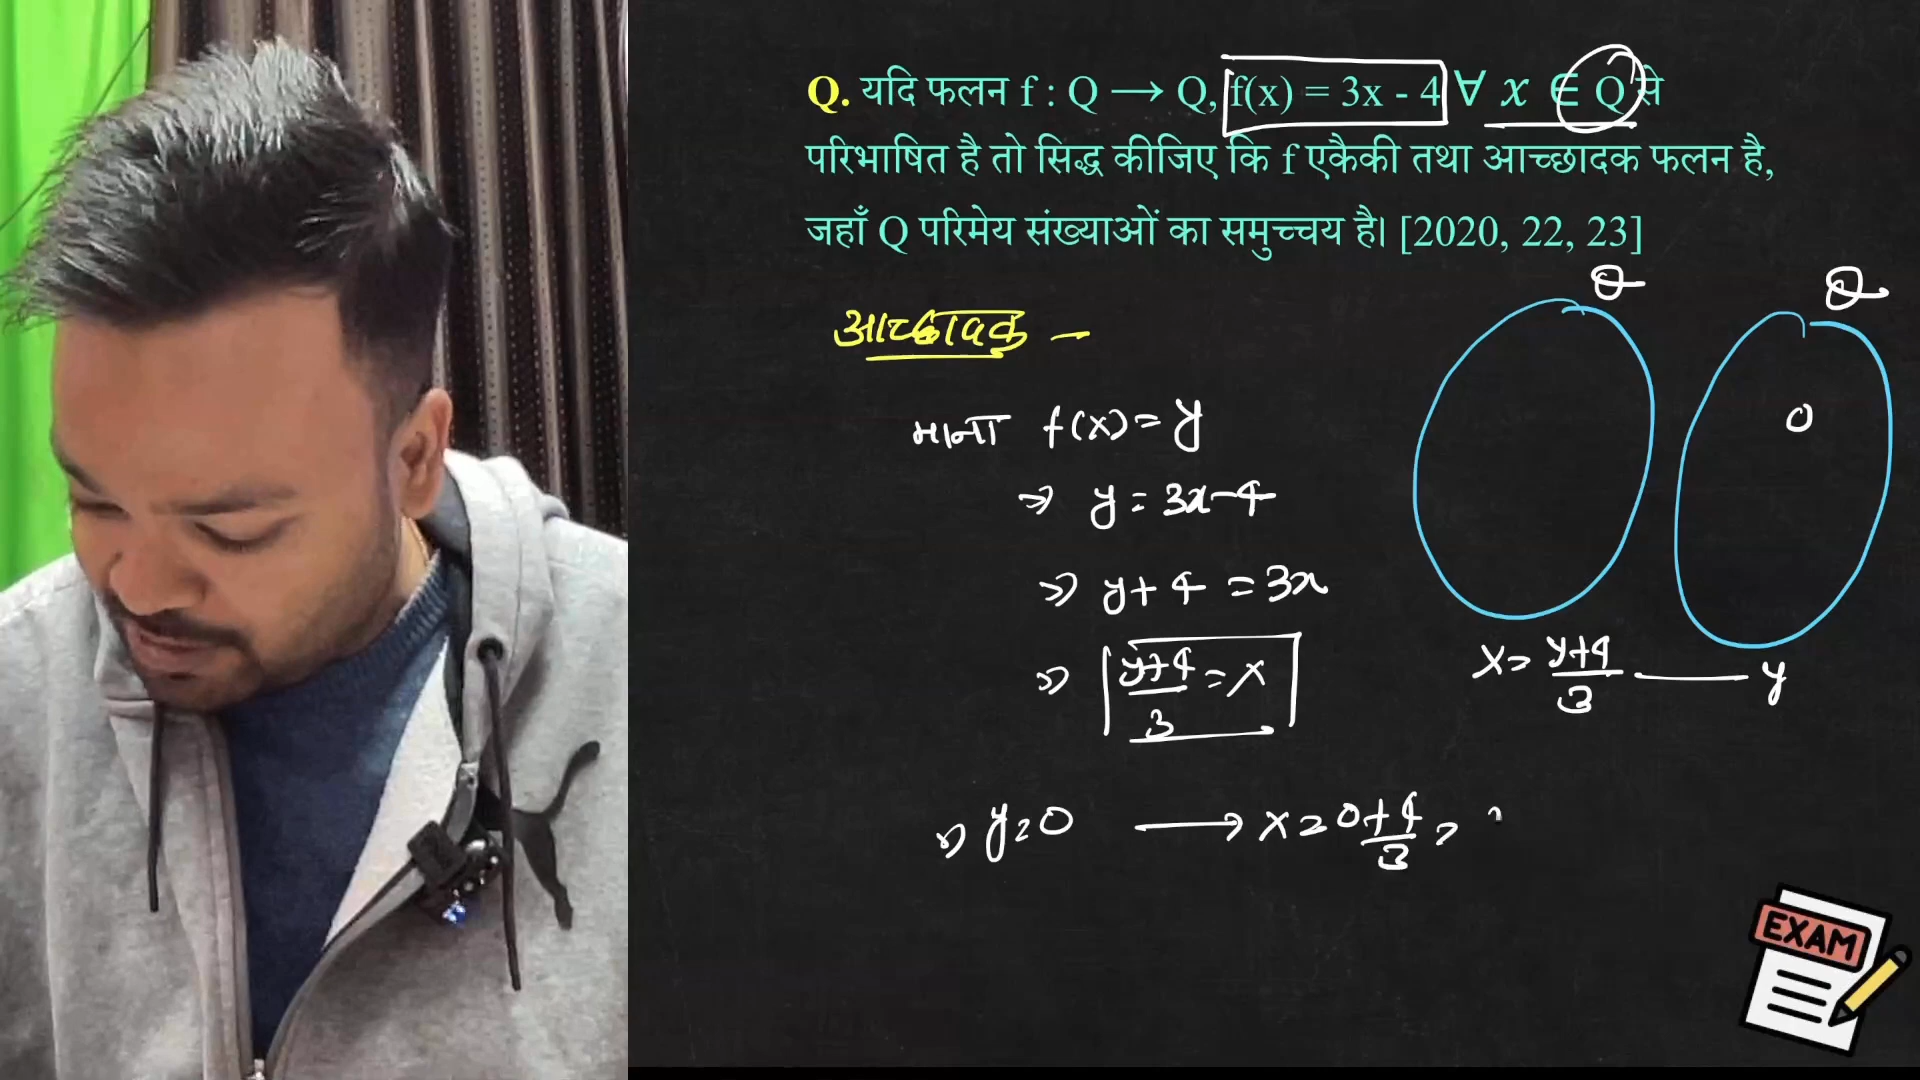 Q. यदि फलन f : Q ⟶ Q, f(x) = 3x - 4 ∀ x ∈ Q से
परिभाषित है तो सिद्ध कीजिए कि f एकैकी तथा आच्छादक फलन है,
जहाँ Q परिमेय संख्याओं का समुच्चय है। [2020, 22, 23]
Q Q
आच्छादक –
0
माना f(x) = y
⇒ y = 3x-4
⇒ y+4 = 3x
⇒ y+4/3 = x
x = y+4/3 — y
⇒ y = 0 ⟶ x = 0+4/3 =
EXAM